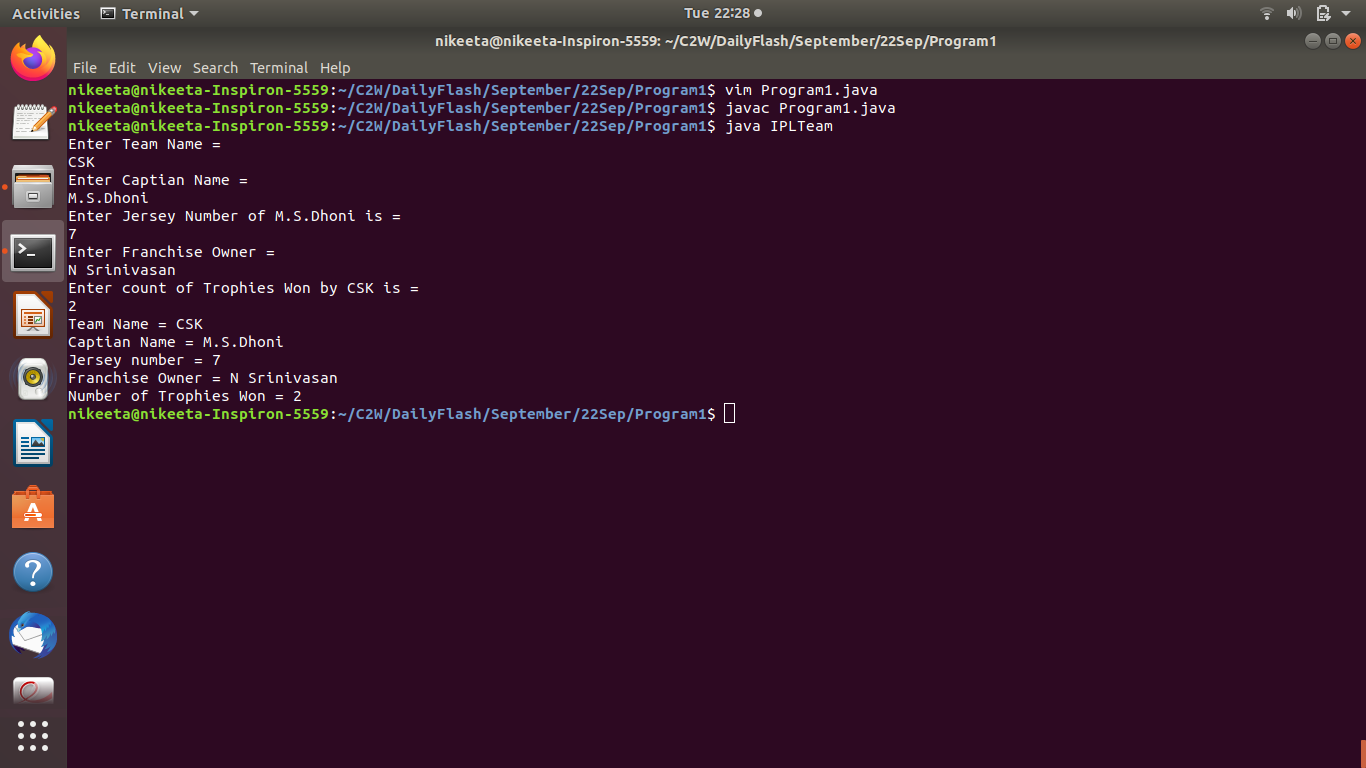 Activities Terminal Tue 22:28
nikeeta@nikeeta-Inspiron-5559: ~/C2W/DailyFlash/September/22Sep/Program1
File Edit View Search Terminal Help
nikeeta@nikeeta-Inspiron-5559:~/C2W/DailyFlash/September/22Sep/Program1$ vim Program1.java
nikeeta@nikeeta-Inspiron-5559:~/C2W/DailyFlash/September/22Sep/Program1$ javac Program1.java
nikeeta@nikeeta-Inspiron-5559:~/C2W/DailyFlash/September/22Sep/Program1$ java IPLTeam
Enter Team Name =
CSK
Enter Captian Name =
M.S.Dhoni
Enter Jersey Number of M.S.Dhoni is =
7
Enter Franchise Owner =
N Srinivasan
Enter count of Trophies Won by CSK is =
2
Team Name = CSK
Captian Name = M.S.Dhoni
Jersey number = 7
Franchise Owner = N Srinivasan
Number of Trophies Won = 2
nikeeta@nikeeta-Inspiron-5559:~/C2W/DailyFlash/September/22Sep/Program1$